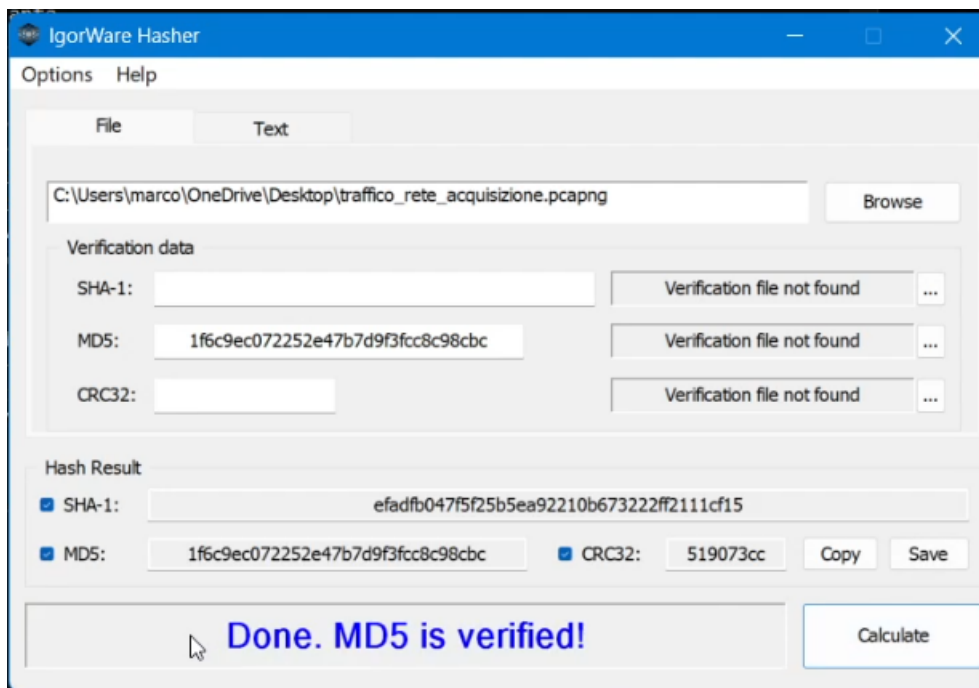 IgorWare Hasher
Options Help
File Text
C:\Users\marco\OneDrive\Desktop\traffico_rete_acquisizione.pcapng Browse
Verification data
SHA-1: Verification file not found ...
MD5: 1f6c9ec072252e47b7d9f3fcc8c98cbc Verification file not found ...
CRC32: Verification file not found ...
Hash Result
SHA-1: efadfb047f5f25b5ea92210b673222ff2111cf15
MD5: 1f6c9ec072252e47b7d9f3fcc8c98cbc CRC32: 519073cc Copy Save
Done. MD5 is verified! Calculate